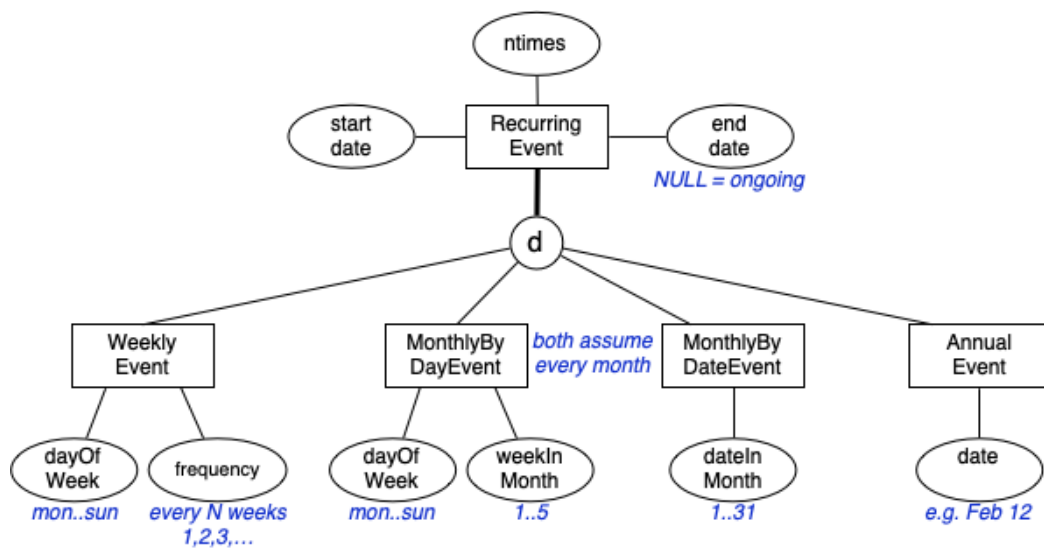 ntimes
start
date
Recurring
Event
end
date
NULL = ongoing
d
Weekly
Event
MonthlyBy
DayEvent
both assume
every month
MonthlyBy
DateEvent
Annual
Event
dayOf
Week
frequency
dayOf
Week
weekIn
Month
dateIn
Month
date
mon..sun
every N weeks
1,2,3,...
mon..sun
1..5
1..31
e.g. Feb 12